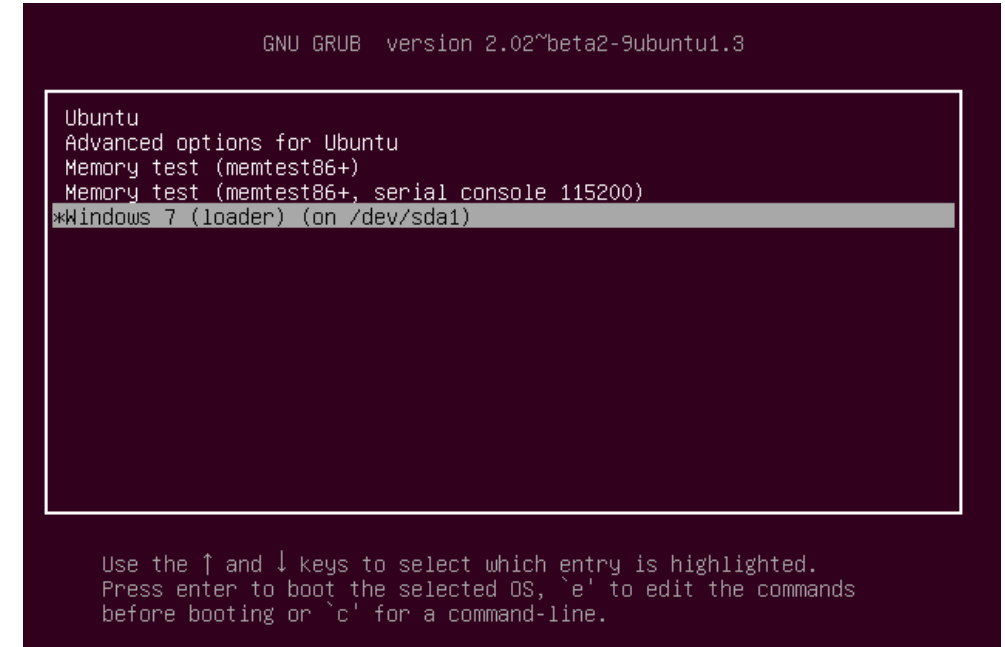 GNU GRUB  version 2.02~beta2-9ubuntu1.3
Ubuntu
Advanced options for Ubuntu
Memory test (memtest86+)
Memory test (memtest86+, serial console 115200)
*Windows 7 (loader) (on /dev/sda1)
Use the ↑ and ↓ keys to select which entry is highlighted.
Press enter to boot the selected OS, `e' to edit the commands
before booting or `c' for a command-line.